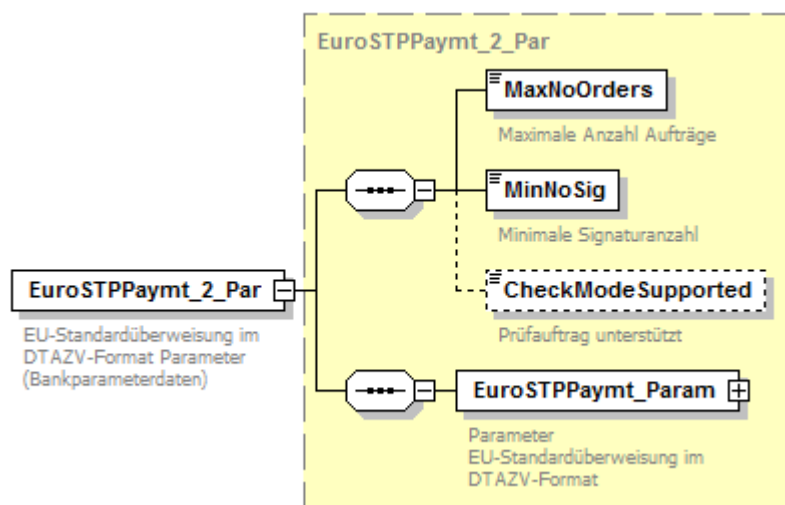 EuroSTPPaymt_2_Par
MaxNoOrders
Maximale Anzahl Aufträge
MinNoSig
Minimale Signaturanzahl
EuroSTPPaymt_2_Par
EU-Standardüberweisung im
DTAZV-Format Parameter
(Bankparameterdaten)
CheckModeSupported
Prüfauftrag unterstützt
EuroSTPPaymt_Param
Parameter
EU-Standardüberweisung im
DTAZV-Format